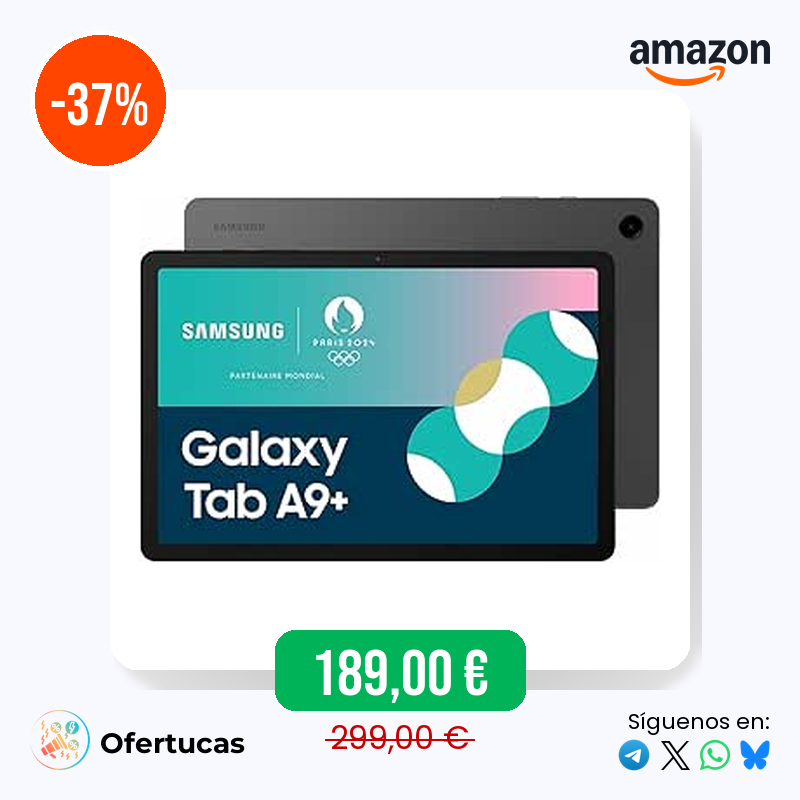 -37%
amazon
SAMSUNG
SAMSUNG
PARIS 2024
PARTENAIRE MONDIAL
Galaxy
Tab A9+
189,00 €
299,00 €
Ofertucas
Síguenos en: